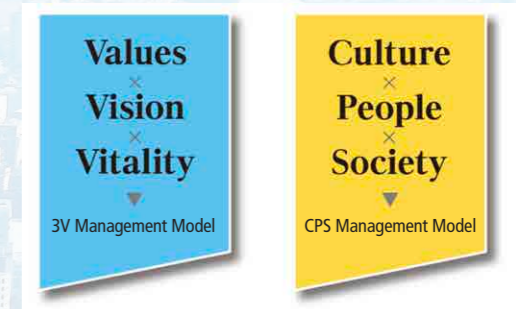 Values
×
Vision
×
Vitality
▼
3V Management Model
Culture
×
People
×
Society
▼
CPS Management Model